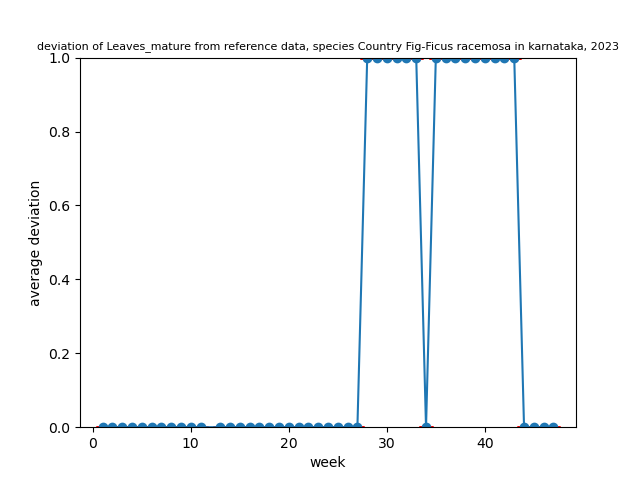 deviation of Leaves_mature from reference data, species Country Fig-Ficus racemosa in karnataka, 2023
1.0
0.8
0.6
0.4
0.2
0.0
average deviation
0 10 20 30 40
week